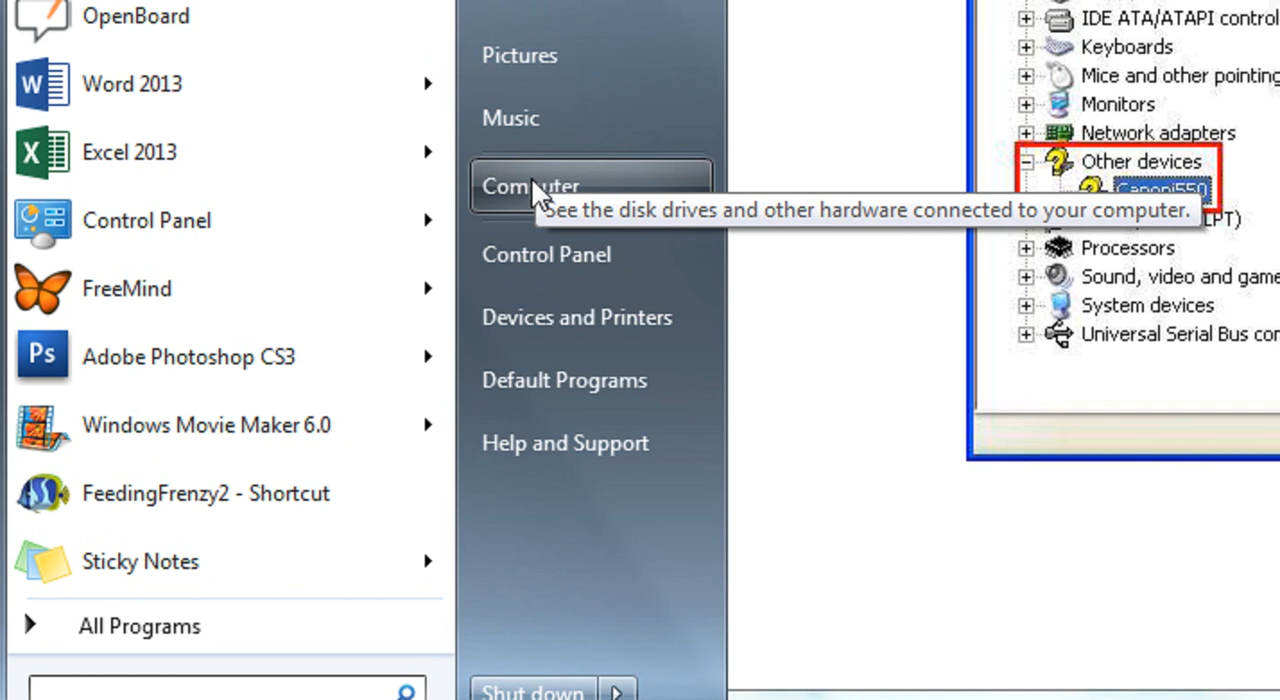 OpenBoard
Word 2013
Excel 2013
Control Panel
FreeMind
Ps
Adobe Photoshop CS3
Windows Movie Maker 6.0
FeedingFrenzy2 - Shortcut
Sticky Notes
All Programs
Pictures
Music
Computer
See the disk drives and other hardware connected to your computer.
Control Panel
Devices and Printers
Default Programs
Help and Support
Shut down
IDE ATA/ATAPI control
Keyboards
Mice and other pointing
Monitors
Network adapters
Other devices
Canoni550
LPT)
Processors
Sound, video and game
System devices
Universal Serial Bus con